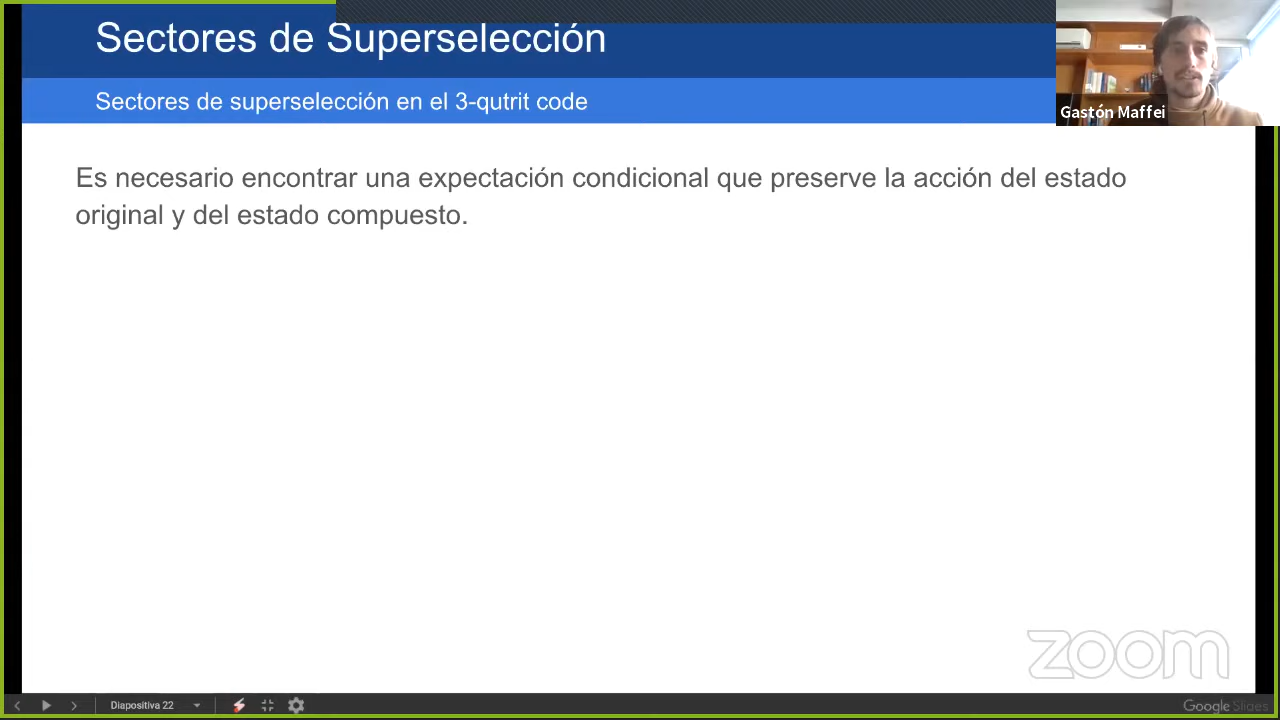 Sectores de Superselección
Sectores de superselección en el 3-qutrit code
Gastón Maffei
Es necesario encontrar una expectación condicional que preserve la acción del estado
original y del estado compuesto.
zoom
Diapositiva 22
Google Slides